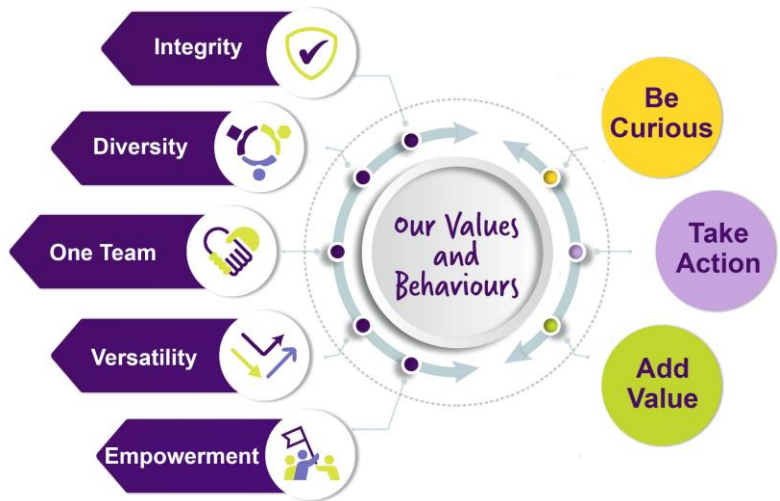 Integrity
Diversity
One Team
Versatility
Empowerment
Our Values
and
Behaviours
Be
Curious
Take
Action
Add
Value